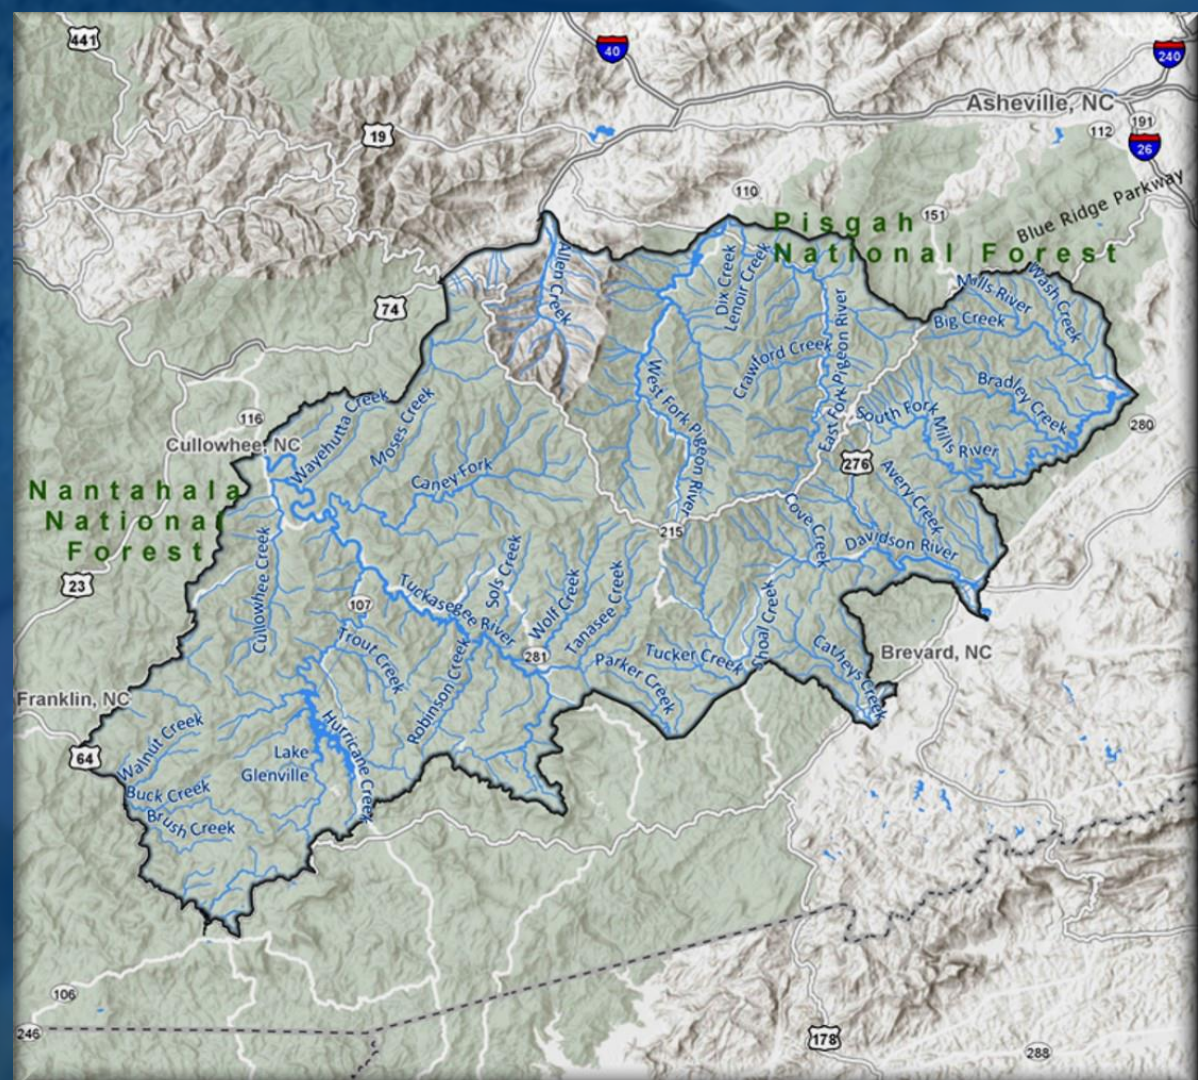 441
40
240
Asheville, NC
191
112
19
26
110
Blue Ridge Parkway
151
Pisgah
National Forest
Allen Creek
Dix Creek
Lenoir Creek
Mills River
Wash Creek
74
Big Creek
East Fork Pigeon River
Crawford Creek
West Fork Pigeon River
Bradley Creek
Wayehutta Creek
Moses Creek
116
South Fork Mills River
280
Cullowhee, NC
276
Caney Fork
Avery Creek
Nantahala
National
Forest
Cove Creek
215
Davidson River
Cullowhee Creek
Sols Creek
23
Tuckasegee River
Wolf Creek
Tanasee Creek
107
Shoal Creek
Trout Creek
281
Tucker Creek
Catheys Creek
Brevard, NC
Parker Creek
Robinson Creek
Franklin, NC
Walnut Creek
Hurricane Creek
64
Lake
Glenville
Buck Creek
Brush Creek
106
246
178
288